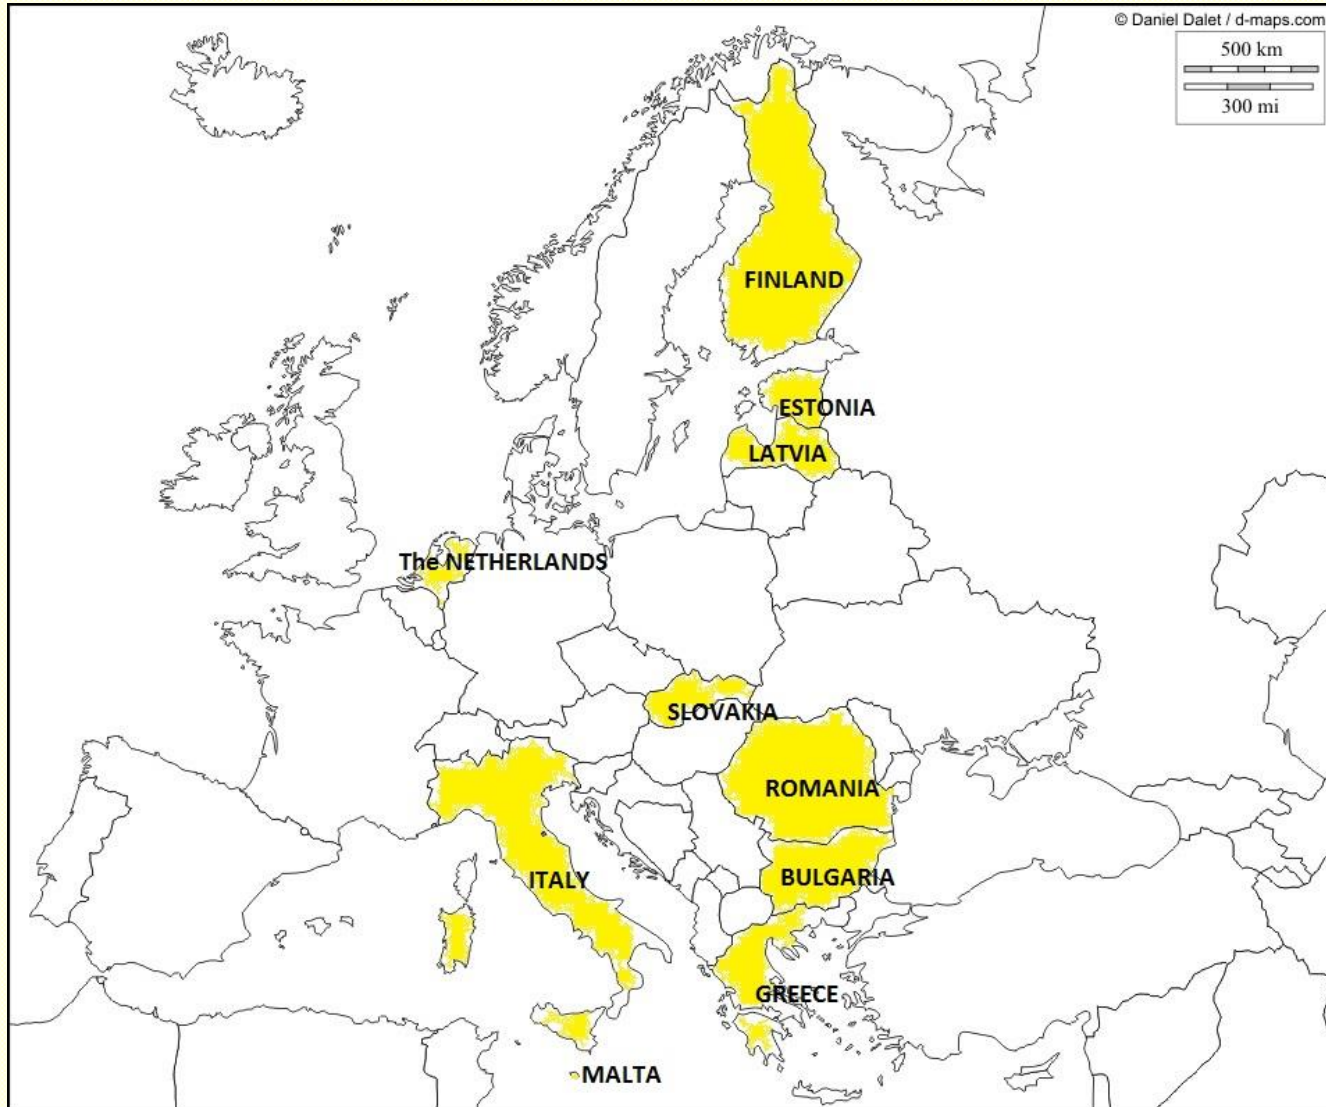 © Daniel Dalet / d-maps.com
500 km
300 mi
FINLAND
ESTONIA
LATVIA
The NETHERLANDS
SLOVAKIA
ROMANIA
ITALY
BULGARIA
GREECE
MALTA